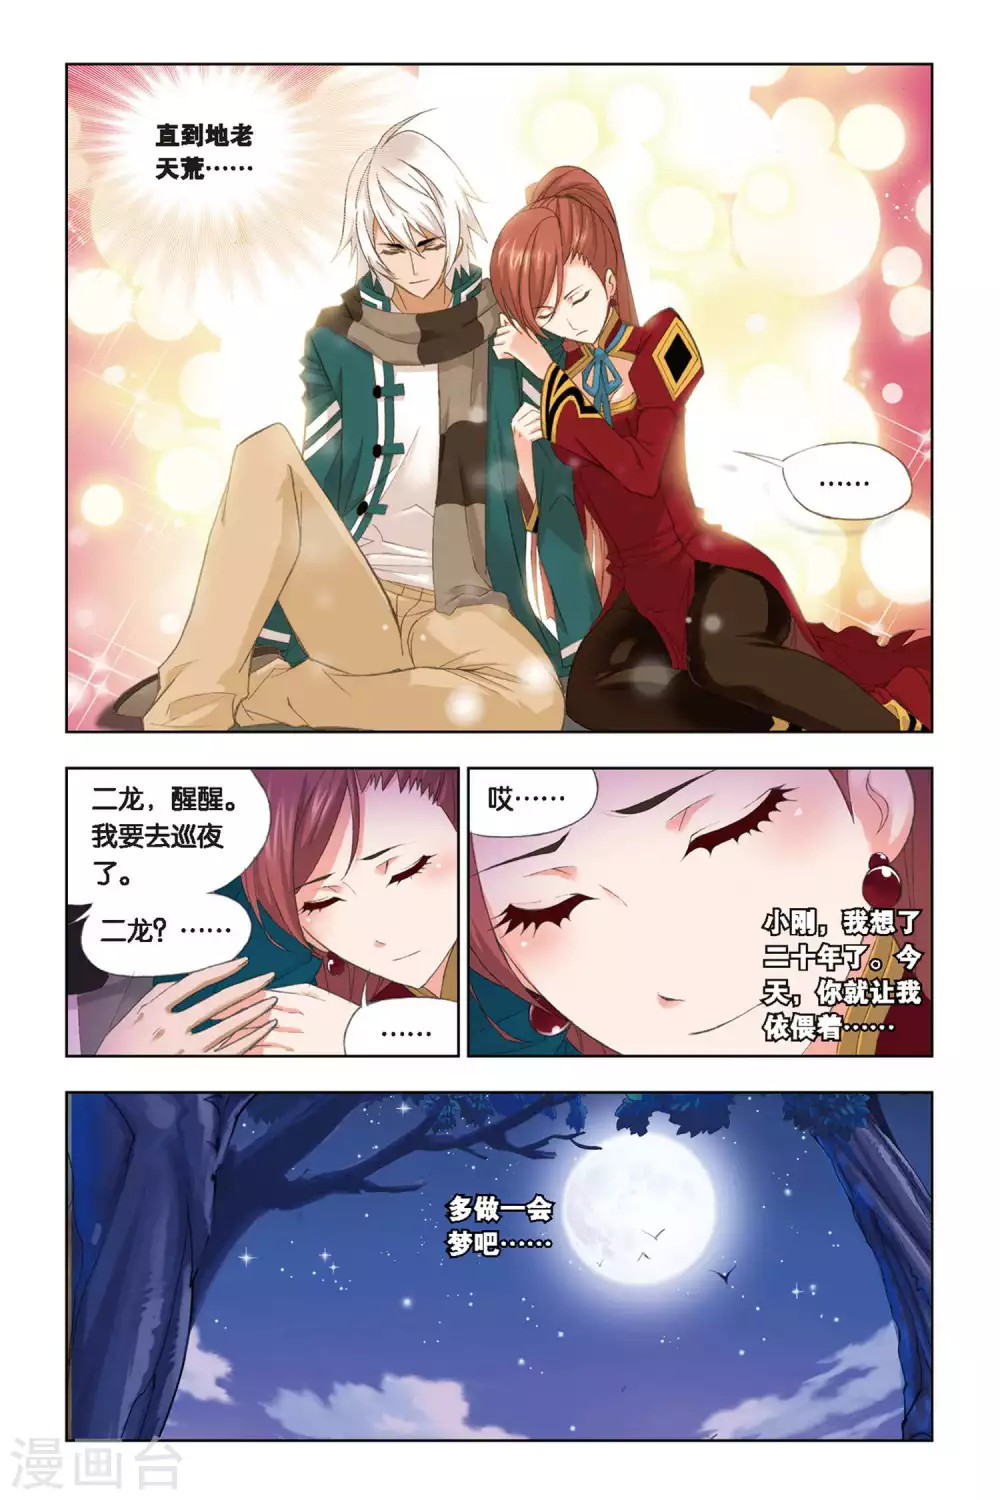 直到地老
天荒……
……
二龙，醒醒。
我要去巡夜
了。
二龙？……
……
哎……
小刚，我想了
二十年了。今
天，你就让我
依偎着……
多做一会
梦吧……
漫画台